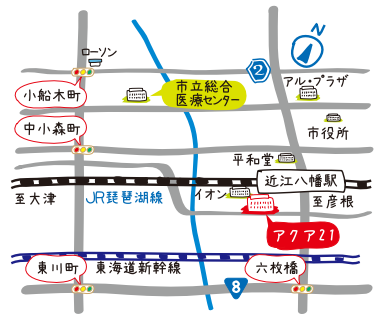 N
ローソン
小船木町
市立総合
医療センター
2
アル・プラザ
中小森町
市役所
平和堂
近江八幡駅
至大津
JR琵琶湖線
イオン
至彦根
アクア21
東川町
東海道新幹線
六枚橋
8